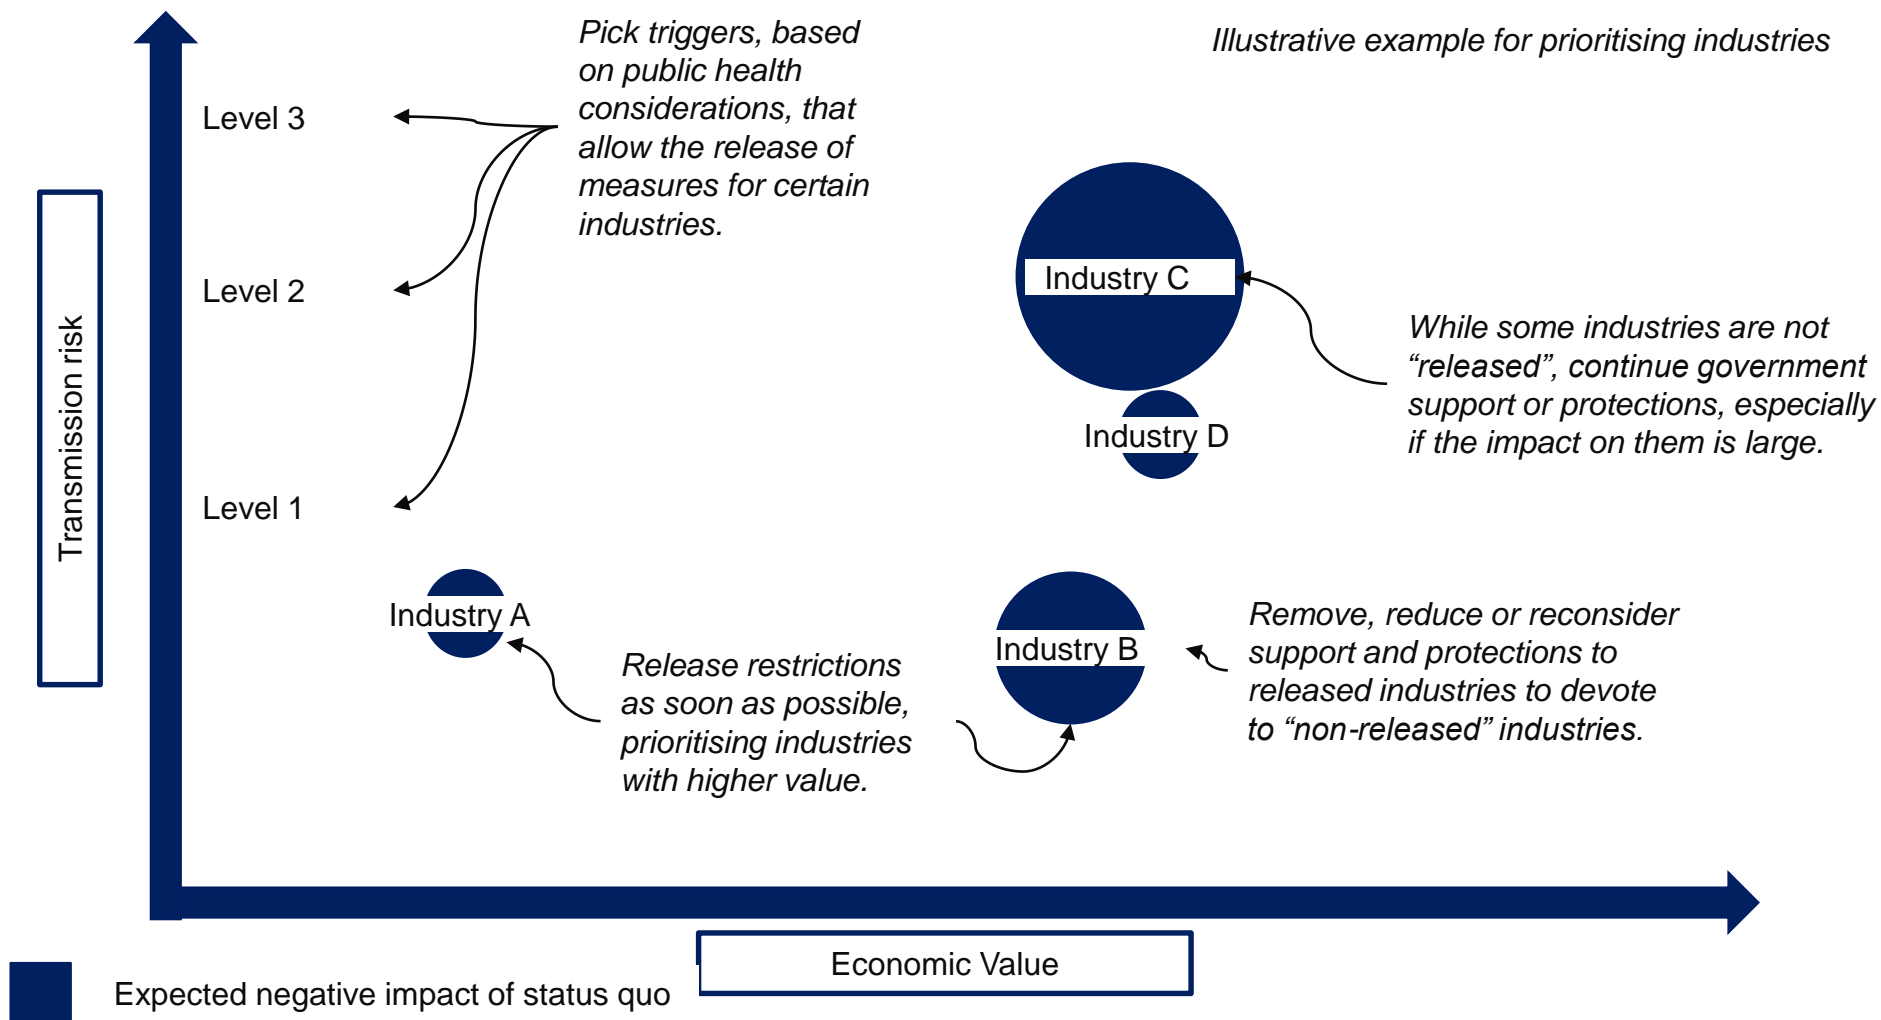 Pick triggers, based
on public health
considerations, that
allow the release of
measures for certain
industries.
Illustrative example for prioritising industries
Level 3
Level 2
Level 1
Transmission risk
Industry C
Industry D
While some industries are not
“released”, continue government
support or protections, especially
if the impact on them is large.
Industry A
Release restrictions
as soon as possible,
prioritising industries
with higher value.
Industry B
Remove, reduce or reconsider
support and protections to
released industries to devote
to “non-released” industries.
Economic Value
Expected negative impact of status quo